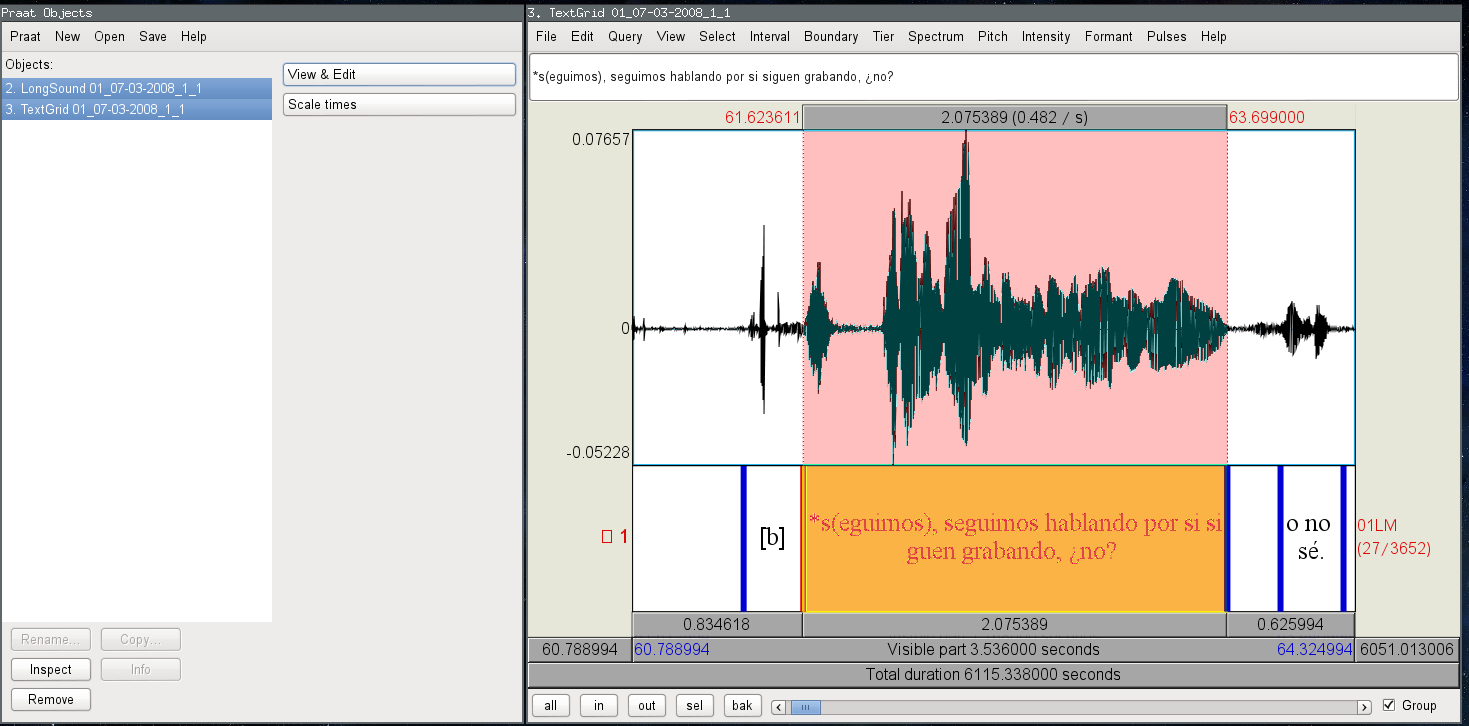 Praat Objects
Praat New Open Save Help
Objects:
2. LongSound 01_07-03-2008_1_1
3. TextGrid 01_07-03-2008_1_1
View & Edit
Scale times
Rename... Copy...
Inspect Info
Remove
3. TextGrid 01_07-03-2008_1_1
File Edit Query View Select Interval Boundary Tier Spectrum Pitch Intensity Formant Pulses Help
*s(eguimos), seguimos hablando por si siguen grabando, ¿no?
61.623611 2.075389 (0.482 / s) 63.699000
0.07657
0
-0.05228
1
[b]
*s(eguimos), seguimos hablando por si si
guen grabando, ¿no?
o no
sé.
01LM
(27/3652)
0.834618 2.075389 0.625994
60.788994 60.788994 Visible part 3.536000 seconds 64.324994 6051.013006
Total duration 6115.338000 seconds
all in out sel bak Group